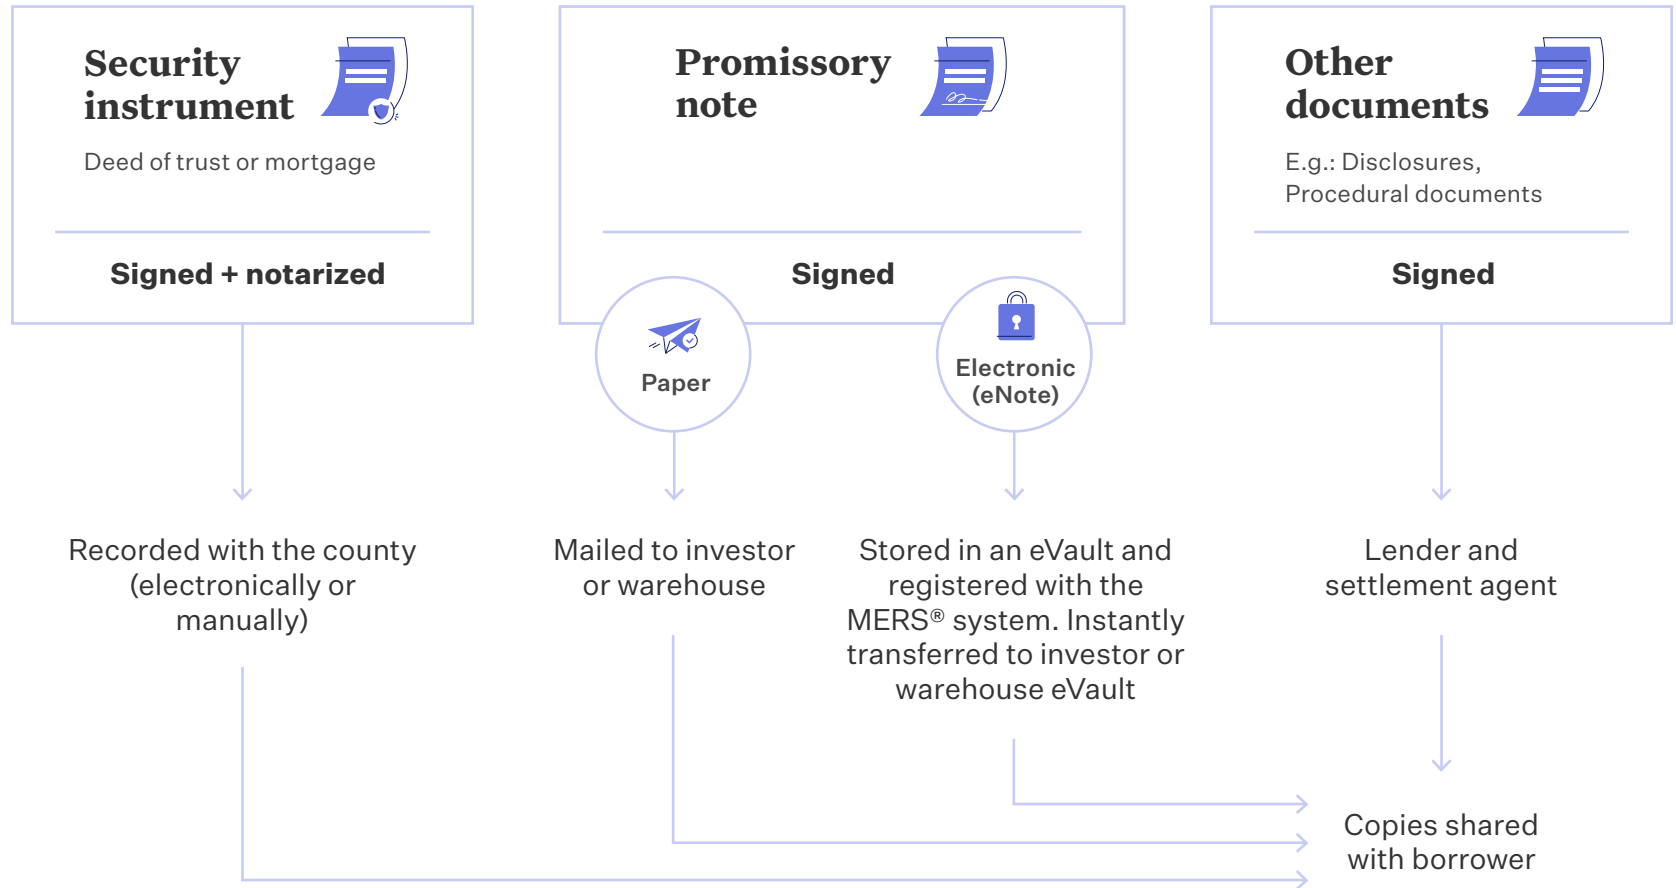 Security
instrument
Deed of trust or mortgage
Signed + notarized
Recorded with the county
(electronically or
manually)
Promissory
note
Signed
Paper
Mailed to investor
or warehouse
Electronic
(eNote)
Stored in an eVault and
registered with the
MERS® system. Instantly
transferred to investor or
warehouse eVault
Other
documents
E.g.: Disclosures,
Procedural documents
Signed
Lender and
settlement agent
Copies shared
with borrower